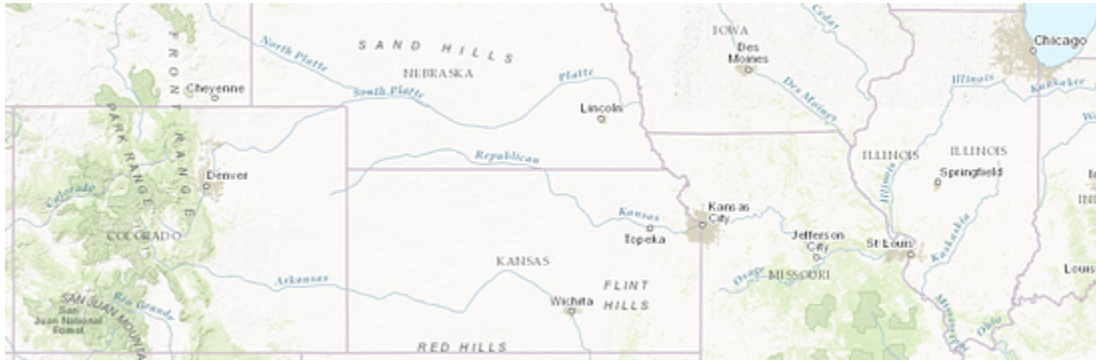 FRONT RANGE
North Platte
SAND HILLS
NEBRASKA
South Platte
Platte
Cheyenne
Lincoln
IOWA
Des
Moines
Cedar
Des Moines
Chicago
Illinois
Kankakee
PARK RANGE
Denver
Colorado
COLORADO
Republican
Kansas
Topeka
Kansas
City
ILLINOIS
ILLINOIS
Springfield
Illinois
Kaskaskia
Jefferson
City
St Louis
Osage
MISSOURI
Arkansas
KANSAS
FLINT
HILLS
Wichita
RED HILLS
SAN JUAN MOUNTA
San
Juan National
Forest
Rio Grande
Mississippi
Ohio
Louis